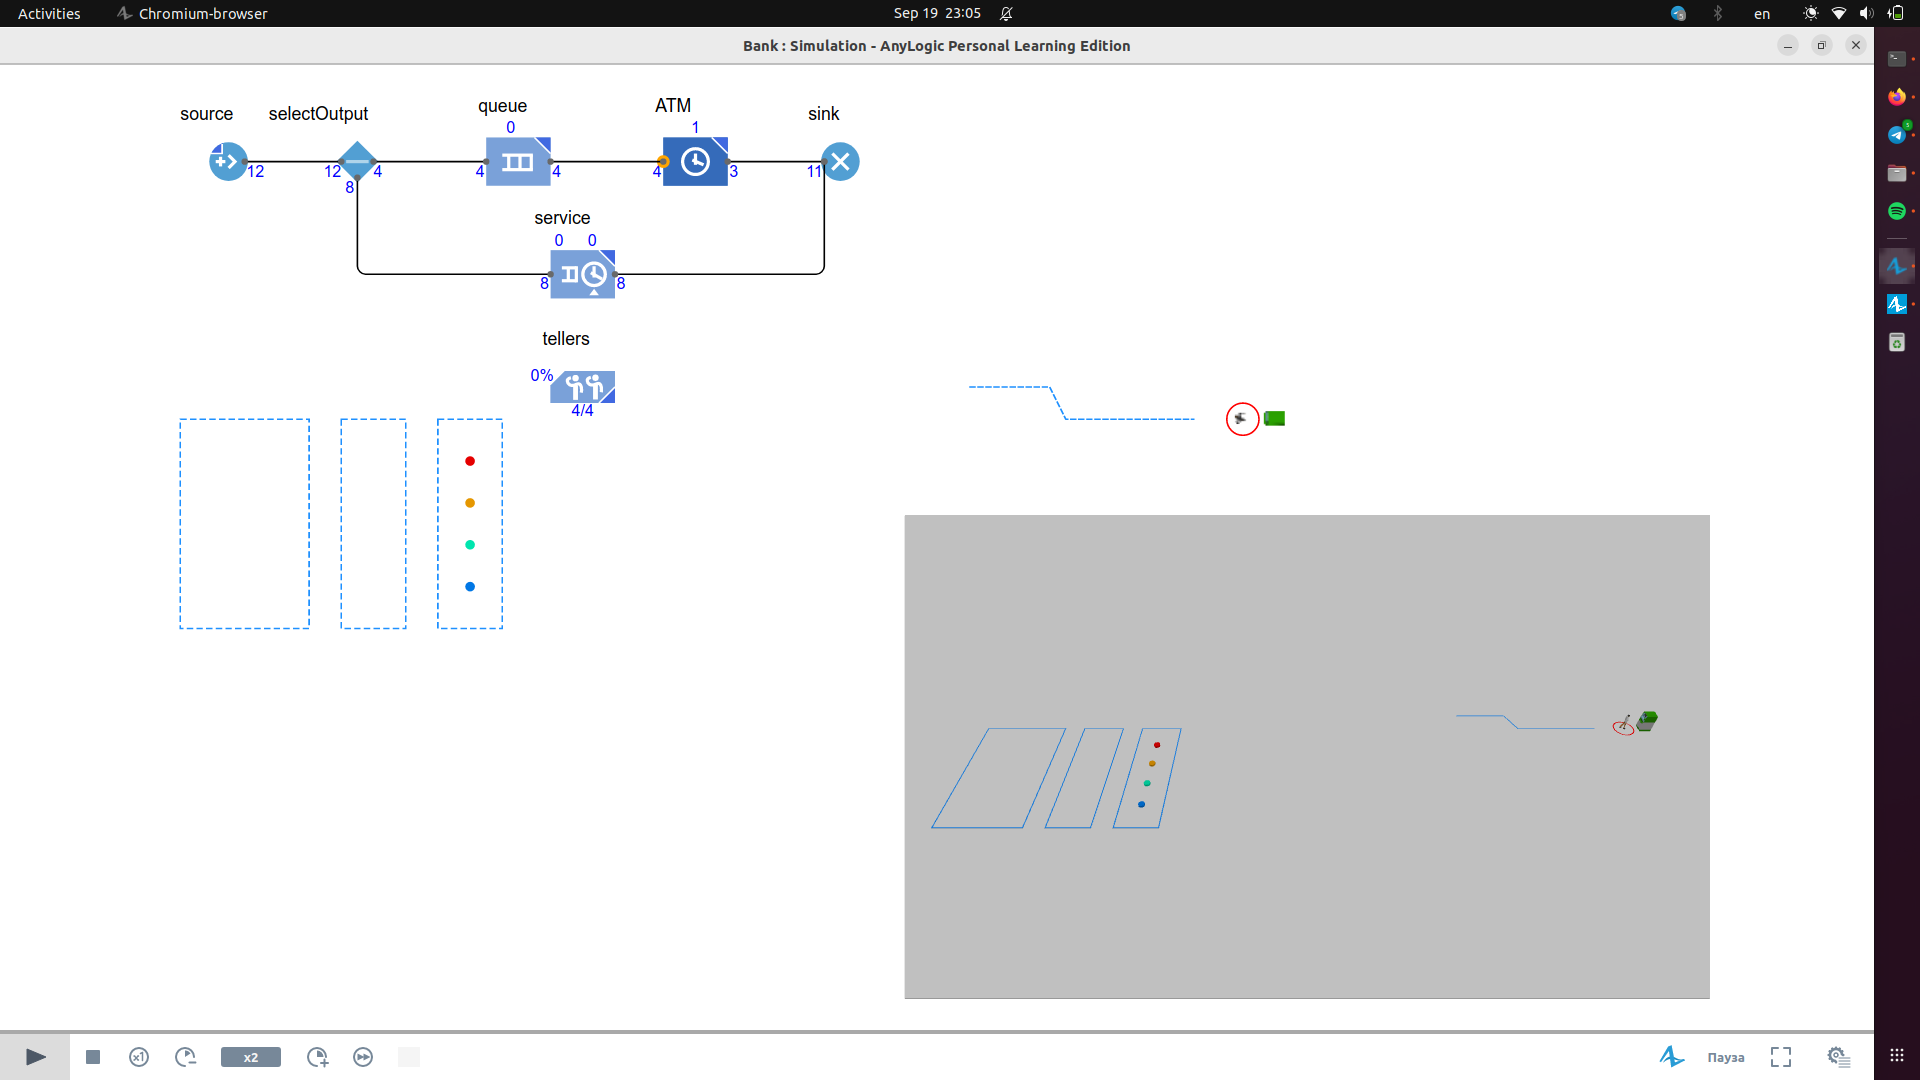 Activities
Chromium-browser
Sep 19 23:05
en
Bank : Simulation - AnyLogic Personal Learning Edition
source
selectOutput
queue
ATM
sink
0
1
12
12
4
8
4
4
4
3
11
service
0 0
8
8
tellers
0%
4/4
x1
x2
Пауза